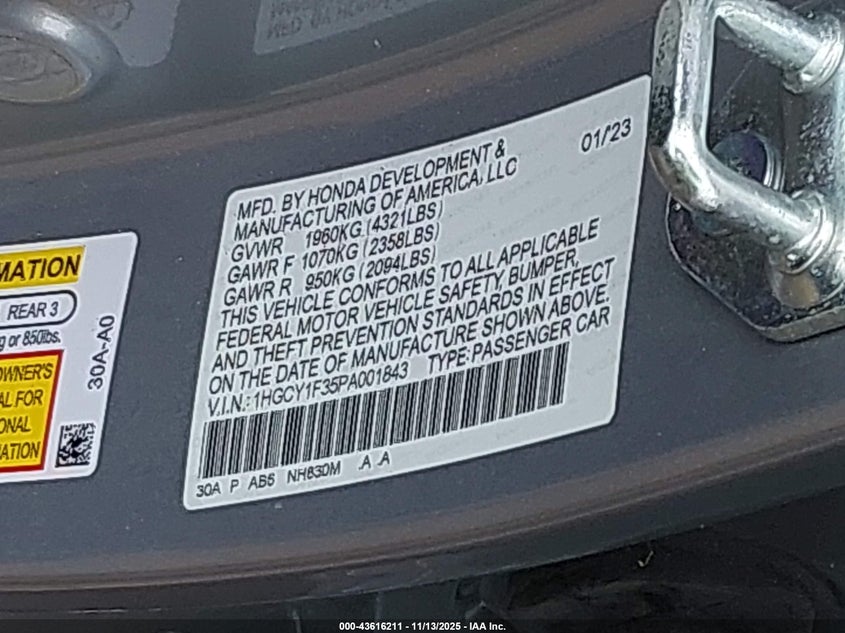 01/'23
MFD. BY HONDA DEVELOPMENT &
MANUFACTURING OF AMERICA, LLC
GVWR 1960KG (4321LBS)
GAWR F 1070KG (2358LBS)
GAWR R 950KG (2094LBS)
THIS VEHICLE CONFORMS TO ALL APPLICABLE
FEDERAL MOTOR VEHICLE SAFETY, BUMPER,
AND THEFT PREVENTION STANDARDS IN EFFECT
ON THE DATE OF MANUFACTURE SHOWN ABOVE.
V.I.N.: 1HGCY1F35PA001843 TYPE:PASSENGER CAR
30A P AB6 NH830M .A .A
MATION
REAR 3
g or 850lbs.
OWNER'S
AL FOR
ONAL
ATION
30A-A0
000-43616211 - 11/13/2025 - IAA Inc.